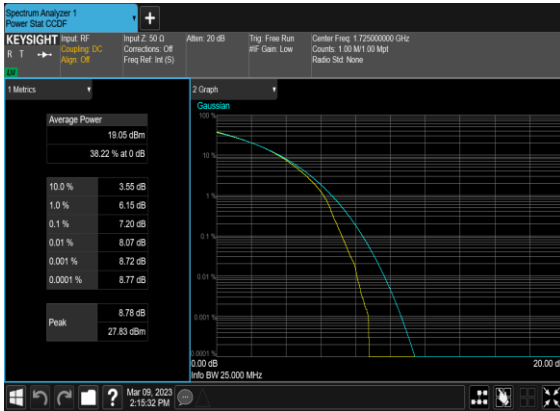 Spectrum Analyzer 1
Power Stat CCDF
KEYSIGHT
R T
LXI
Input: RF
Coupling: DC
Align: Off
Input Z: 50 Ω
Corrections: Off
Freq Ref: Int (S)
Atten: 20 dB
Trig: Free Run
#IF Gain: Low
Center Freq: 1.725000000 GHz
Counts: 1.00 M/1.00 Mpt
Radio Std: None
1 Metrics
Average Power
19.05 dBm
38.22 % at 0 dB
10.0 % 3.55 dB
1.0 % 6.15 dB
0.1 % 7.20 dB
0.01 % 8.07 dB
0.001 % 8.72 dB
0.0001 % 8.77 dB
Peak
8.78 dB
27.83 dBm
2 Graph
Gaussian
100 %
10 %
1 %
0.1 %
0.01 %
0.001 %
0.0001 %
0.00 dB
20.00 dB
Info BW 25.000 MHz
Mar 09, 2023
2:15:32 PM